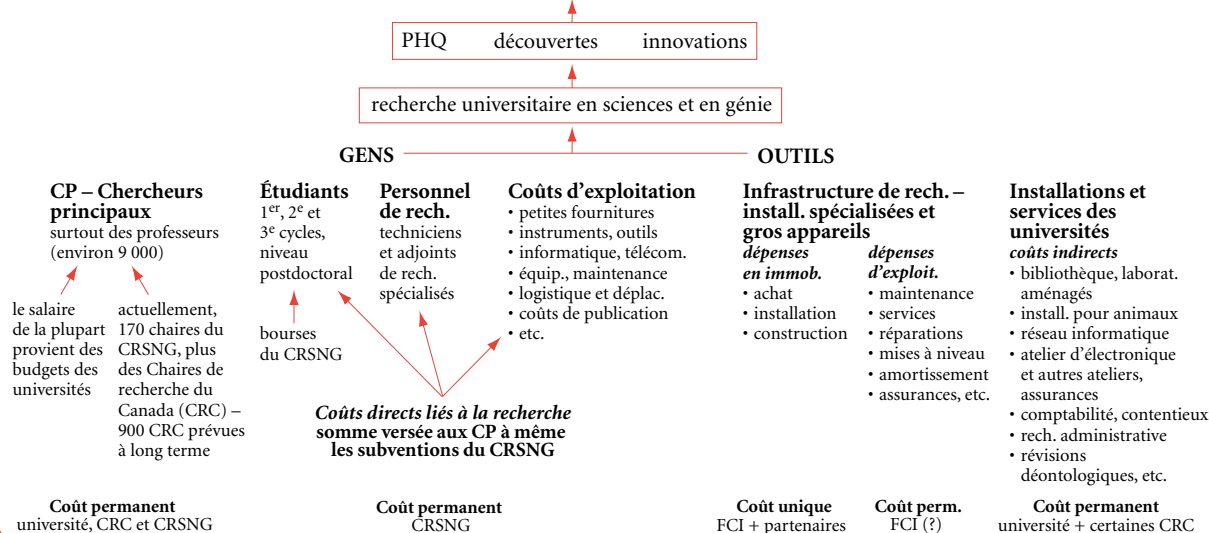 PHQ découvertes innovations
recherche universitaire en sciences et en génie
GENS
OUTILS
CP – Chercheurs
principaux
surtout des professeurs
(environ 9 000)
le salaire
de la plupart
provient des
budgets des
universités
actuellement,
170 chaires du
CRSNG, plus
des Chaires de
recherche du
Canada (CRC) –
900 CRC prévues
à long terme
Étudiants
1er, 2e et
3e cycles,
niveau
postdoctoral
bourses
du CRSNG
Personnel
de rech.
techniciens
et adjoints
de rech.
spécialisés
Coûts d'exploitation
• petites fournitures
• instruments, outils
• informatique, télécom.
• équip., maintenance
• logistique et déplac.
• coûts de publication
• etc.
Coûts directs liés à la recherche
somme versée aux CP à même
les subventions du CRSNG
Infrastructure de rech. –
install. spécialisées et
gros appareils
dépenses
en immob.
• achat
• installation
• construction
dépenses
d'exploit.
• maintenance
• services
• réparations
• mises à niveau
• amortissement
• assurances, etc.
Installations et
services des
universités
coûts indirects
• bibliothèque, laborat.
aménagés
• install. pour animaux
• réseau informatique
• atelier d'électronique
et autres ateliers,
assurances
• comptabilité, contentieux
• rech. administrative
• révisions
déontologiques, etc.
Coût permanent
université, CRC et CRSNG
Coût permanent
CRSNG
Coût unique
FCI + partenaires
Coût perm.
FCI (?)
Coût permanent
université + certaines CRC